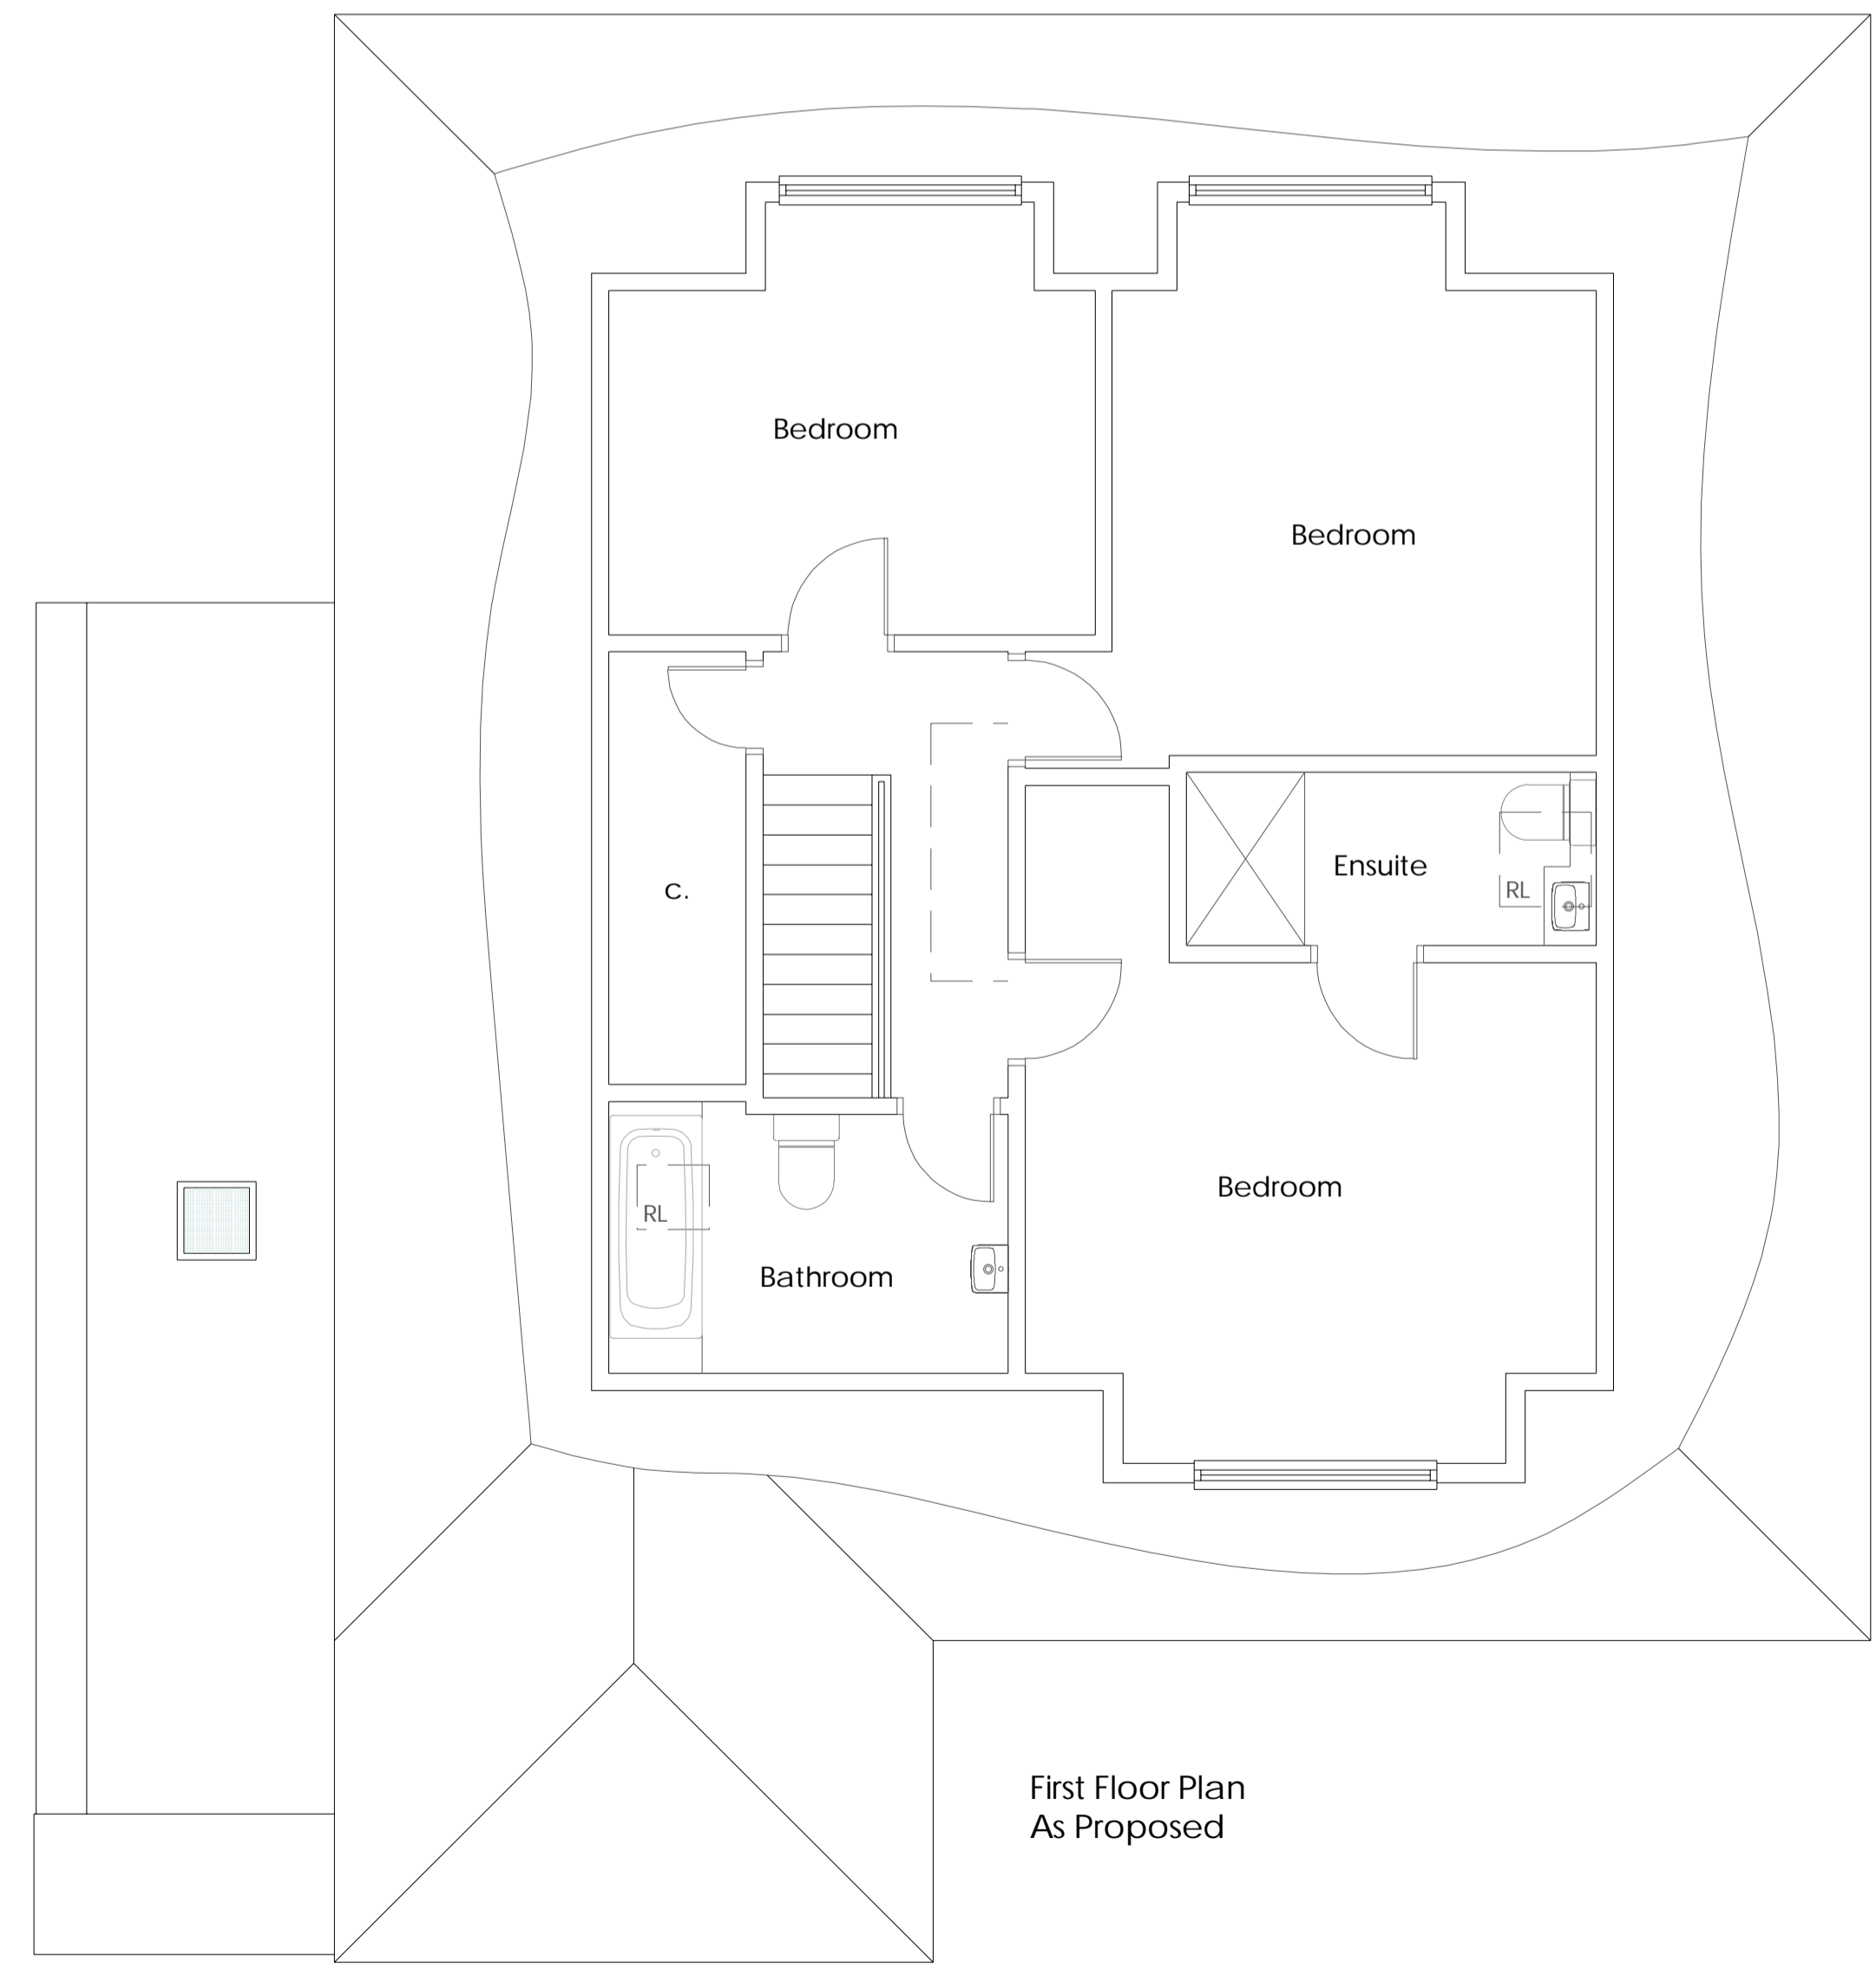 Bedroom
Bedroom
Ensuite
RL
c.
Bedroom
RL
Bathroom
First Floor Plan
As Proposed